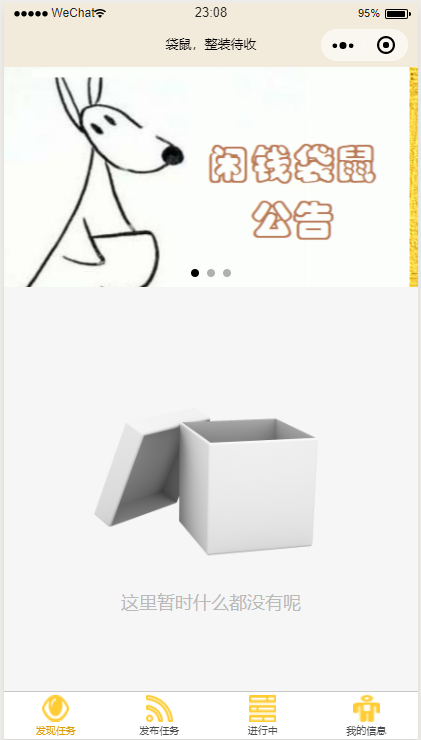 ●●●●● WeChat 23:08 95%
袋鼠，整装待收
闲钱袋鼠
公告
这里暂时什么都没有呢
发现任务 发布任务 进行中 我的信息